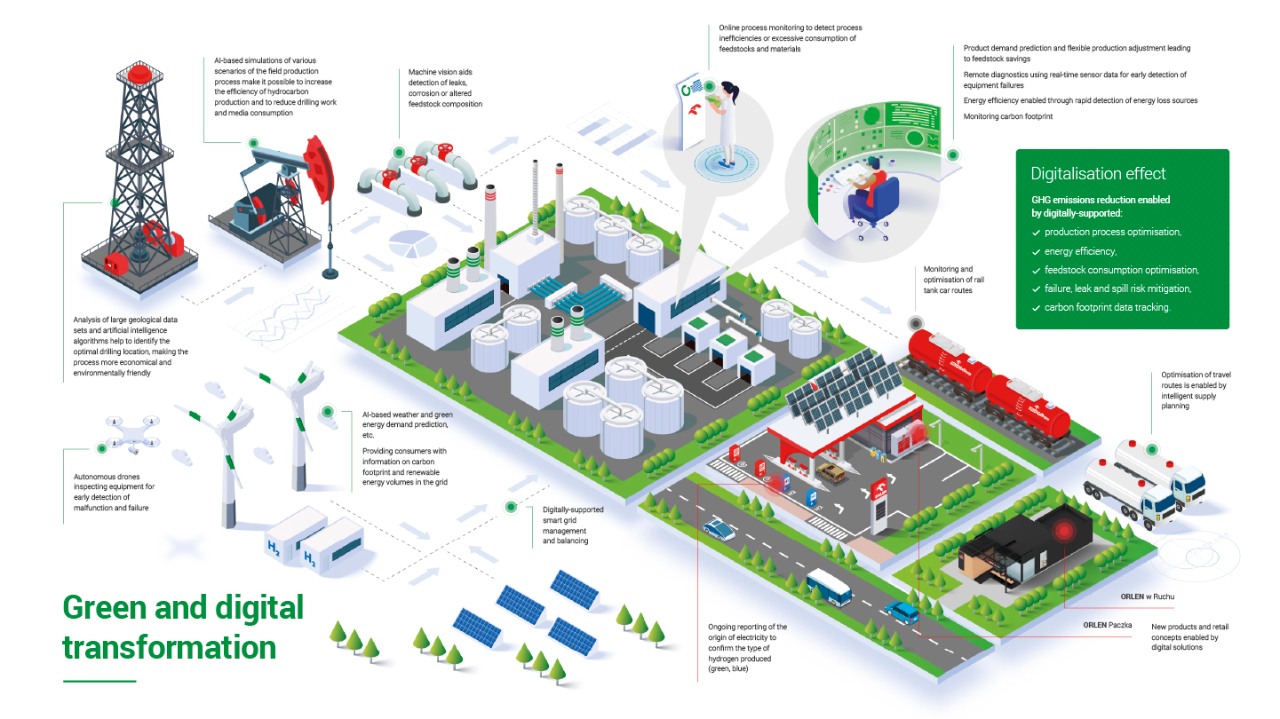 Online process monitoring to detect process
inefficiencies or excessive consumption of
feedstocks and materials
Product demand prediction and flexible production adjustment leading
to feedstock savings
Remote diagnostics using real-time sensor data for early detection of
equipment failures
Energy efficiency enabled through rapid detection of energy loss sources
Monitoring carbon footprint
AI-based simulations of various
scenarios of the field production
process make it possible to increase
the efficiency of hydrocarbon
production and to reduce drilling work
and media consumption
Machine vision aids
detection of leaks,
corrosion or altered
feedstock composition
Digitalisation effect
GHG emissions reduction enabled
by digitally-supported:
production process optimisation,
energy efficiency,
feedstock consumption optimisation,
failure, leak and spill risk mitigation,
carbon footprint data tracking.
Monitoring and
optimisation of rail
tank car routes
Analysis of large geological data
sets and artificial intelligence
algorithms help to identify the
optimal drilling location, making the
process more economical and
environmentally friendly
Optimisation of travel
routes is enabled by
intelligent supply
planning
AI-based weather and green
energy demand prediction,
etc.
Providing consumers with
information on carbon
footprint and renewable
energy volumes in the grid
Autonomous drones
inspecting equipment for
early detection of
malfunction and failure
Digitally-supported
smart grid
management
and balancing
H2
H2
Green and digital
transformation
ORLEN w Ruchu
ORLEN Paczka
Ongoing reporting of the
origin of electricity to
confirm the type of
hydrogen produced
(green, blue)
New products and retail
concepts enabled by
digital solutions